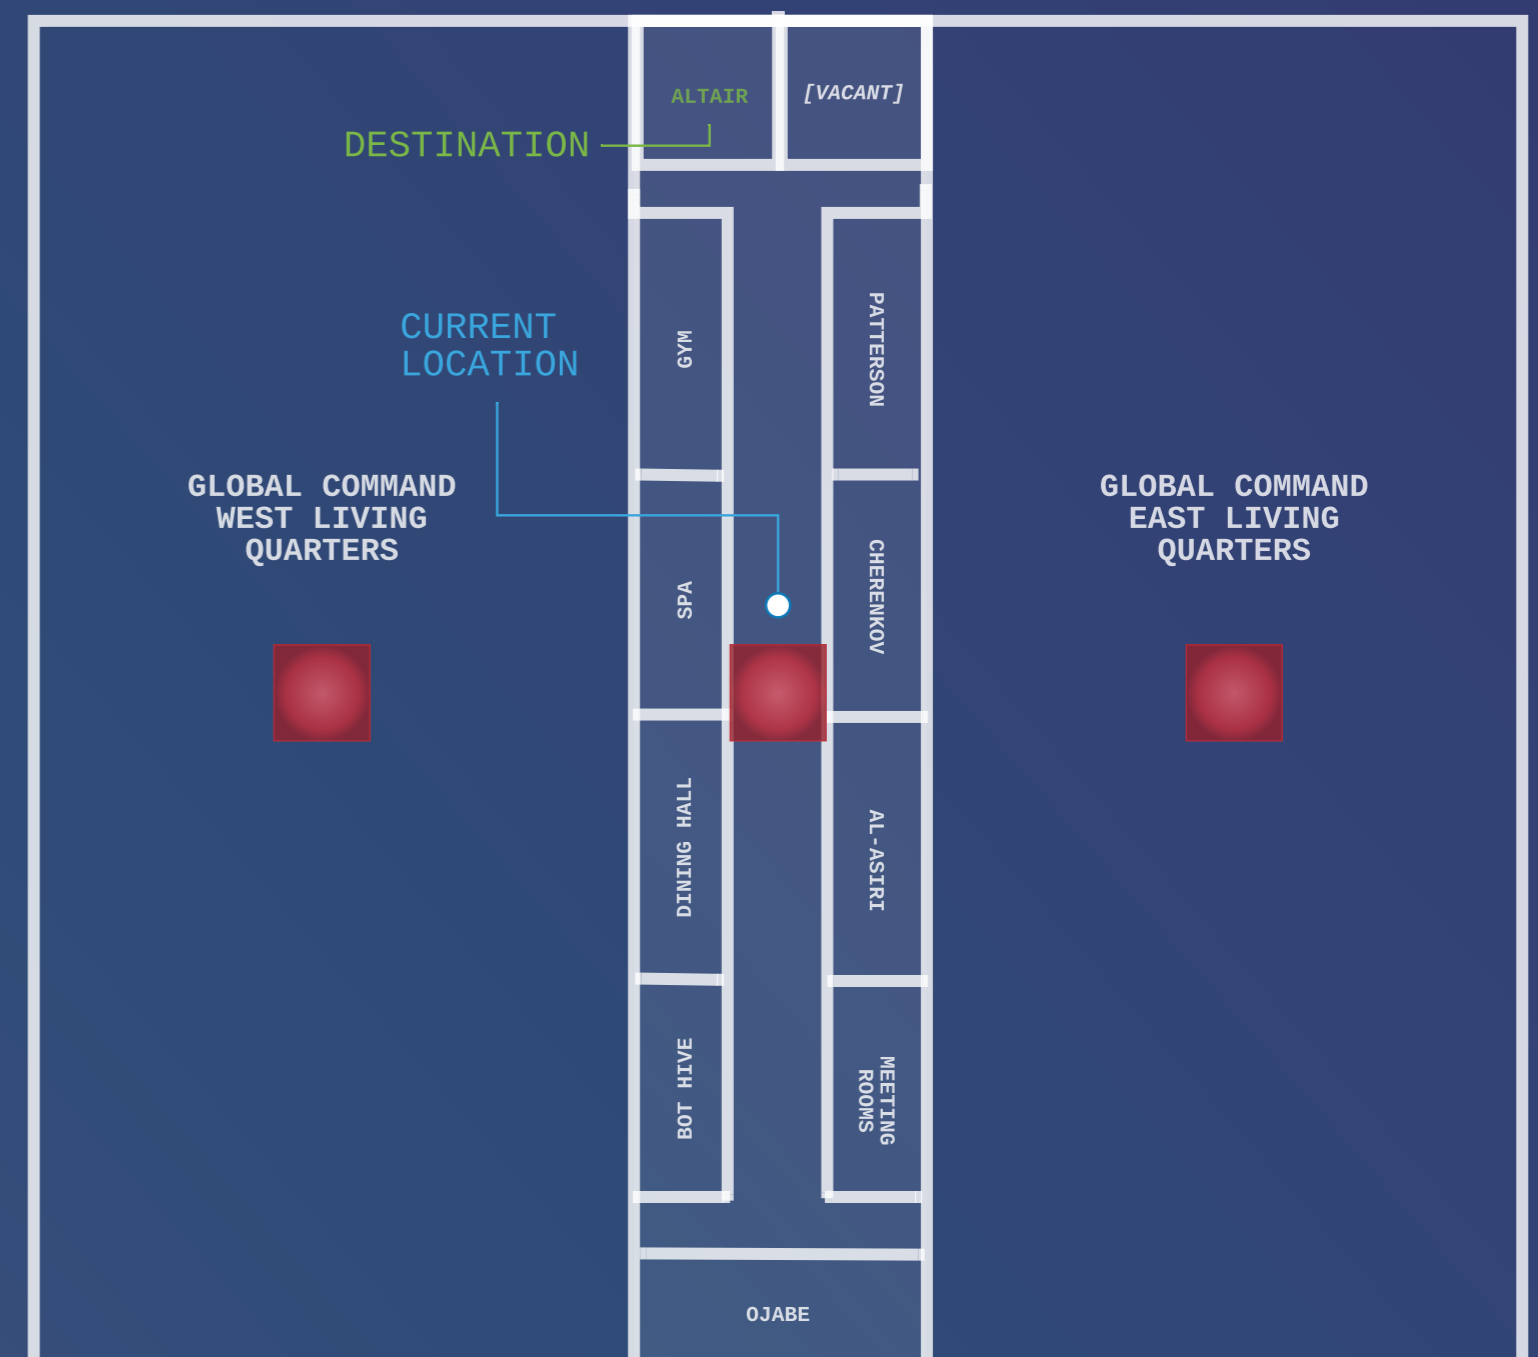 ALTAIR
[VACANT]
DESTINATION
CURRENT
LOCATION
GYM
PATTERSON
GLOBAL COMMAND
WEST LIVING
QUARTERS
GLOBAL COMMAND
EAST LIVING
QUARTERS
SPA
CHERENKOV
DINING HALL
AL-ASIRI
BOT HIVE
MEETING
ROOMS
OJABE